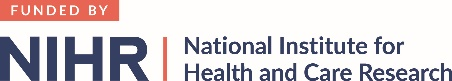 FUNDED BY
NIHR | National Institute for
Health and Care Research